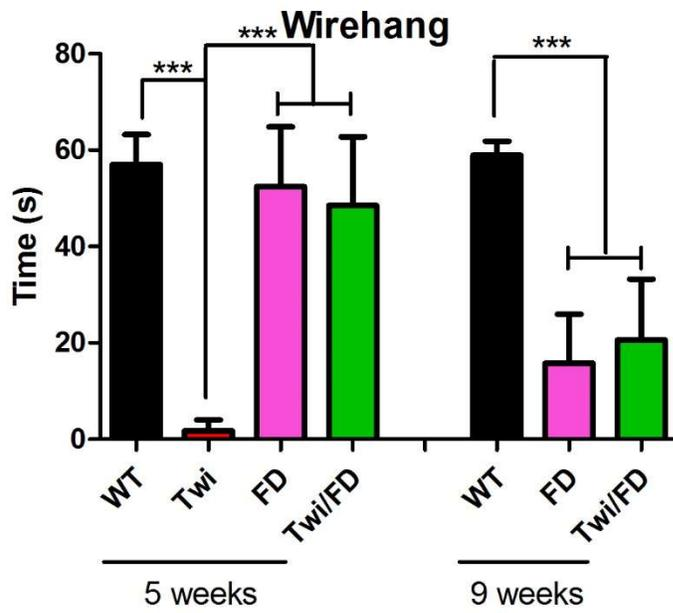 Wirehang
***
***
***
80
60
40
20
0
Time (s)
WT
Twi
FD
Twi/FD
WT
FD
Twi/FD
5 weeks
9 weeks